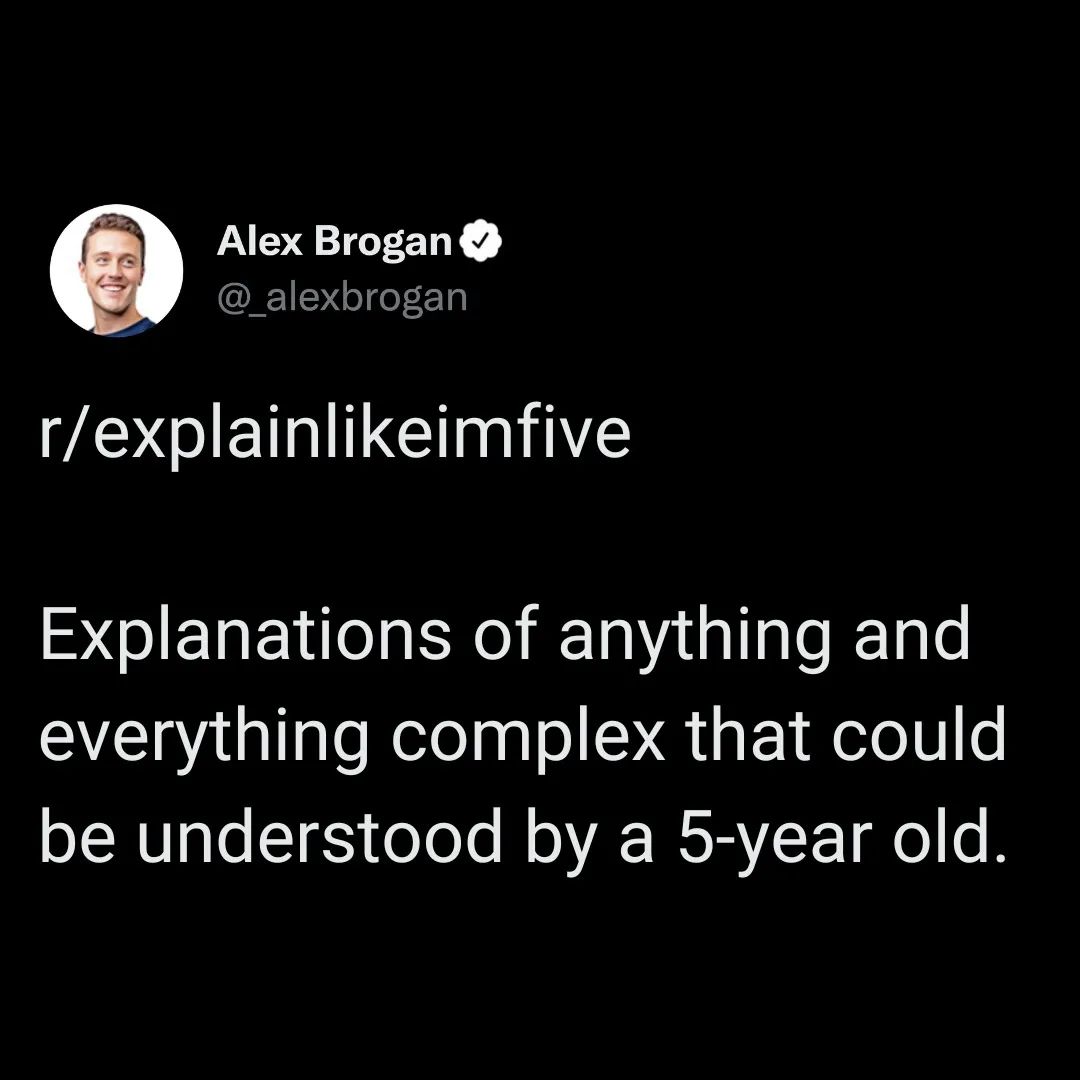 Alex Brogan
@_alexbrogan
r/explainlikeimfive
Explanations of anything and
everything complex that could
be understood by a 5-year old.